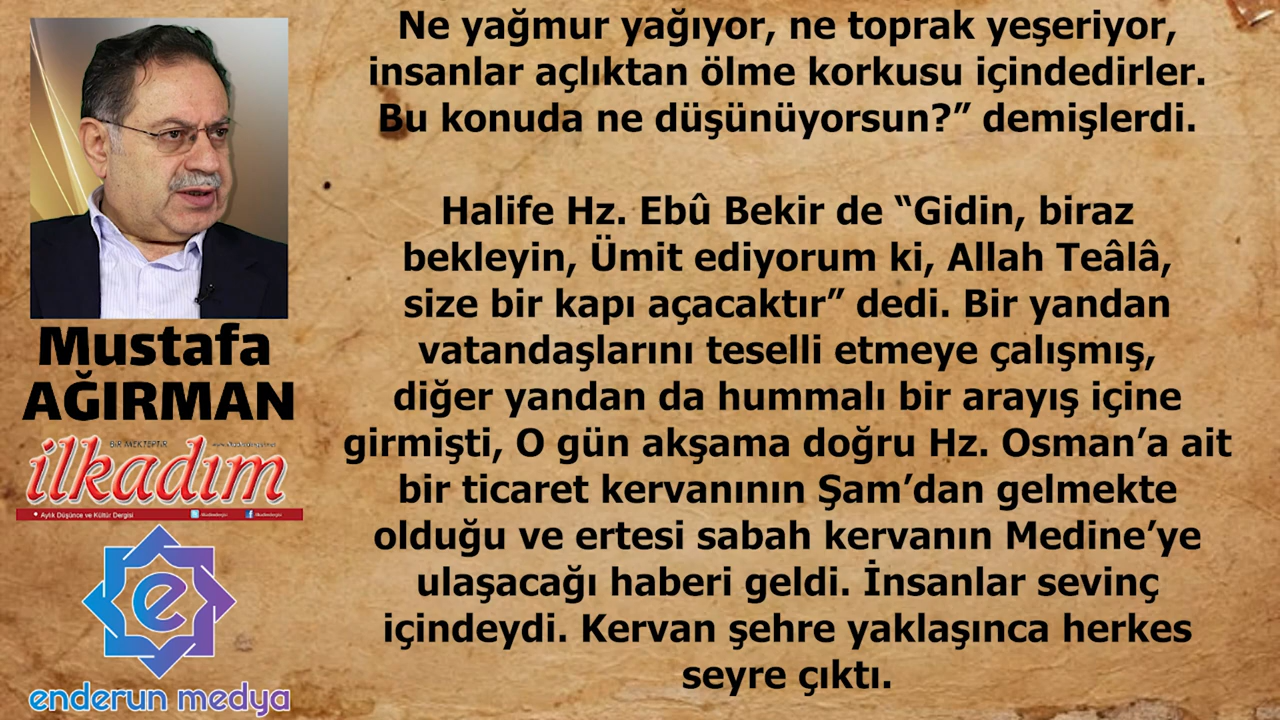 Ne yağmur yağıyor, ne toprak yeşeriyor,
insanlar açlıktan ölme korkusu içindedirler.
Bu konuda ne düşünüyorsun?” demişlerdi.
Halife Hz. Ebû Bekir de “Gidin, biraz
bekleyin, Ümit ediyorum ki, Allah Teâlâ,
size bir kapı açacaktır” dedi. Bir yandan
vatandaşlarını teselli etmeye çalışmış,
diğer yandan da hummalı bir arayış içine
girmişti, O gün akşama doğru Hz. Osman’a ait
bir ticaret kervanının Şam’dan gelmekte
olduğu ve ertesi sabah kervanın Medine’ye
ulaşacağı haberi geldi. İnsanlar sevinç
içindeydi. Kervan şehre yaklaşınca herkes
seyre çıktı.
Mustafa
AĞIRMAN
BİR MEKTEPTİR
ilkadım
Aylık Düşünce ve Kültür Dergisi
e
enderun medya